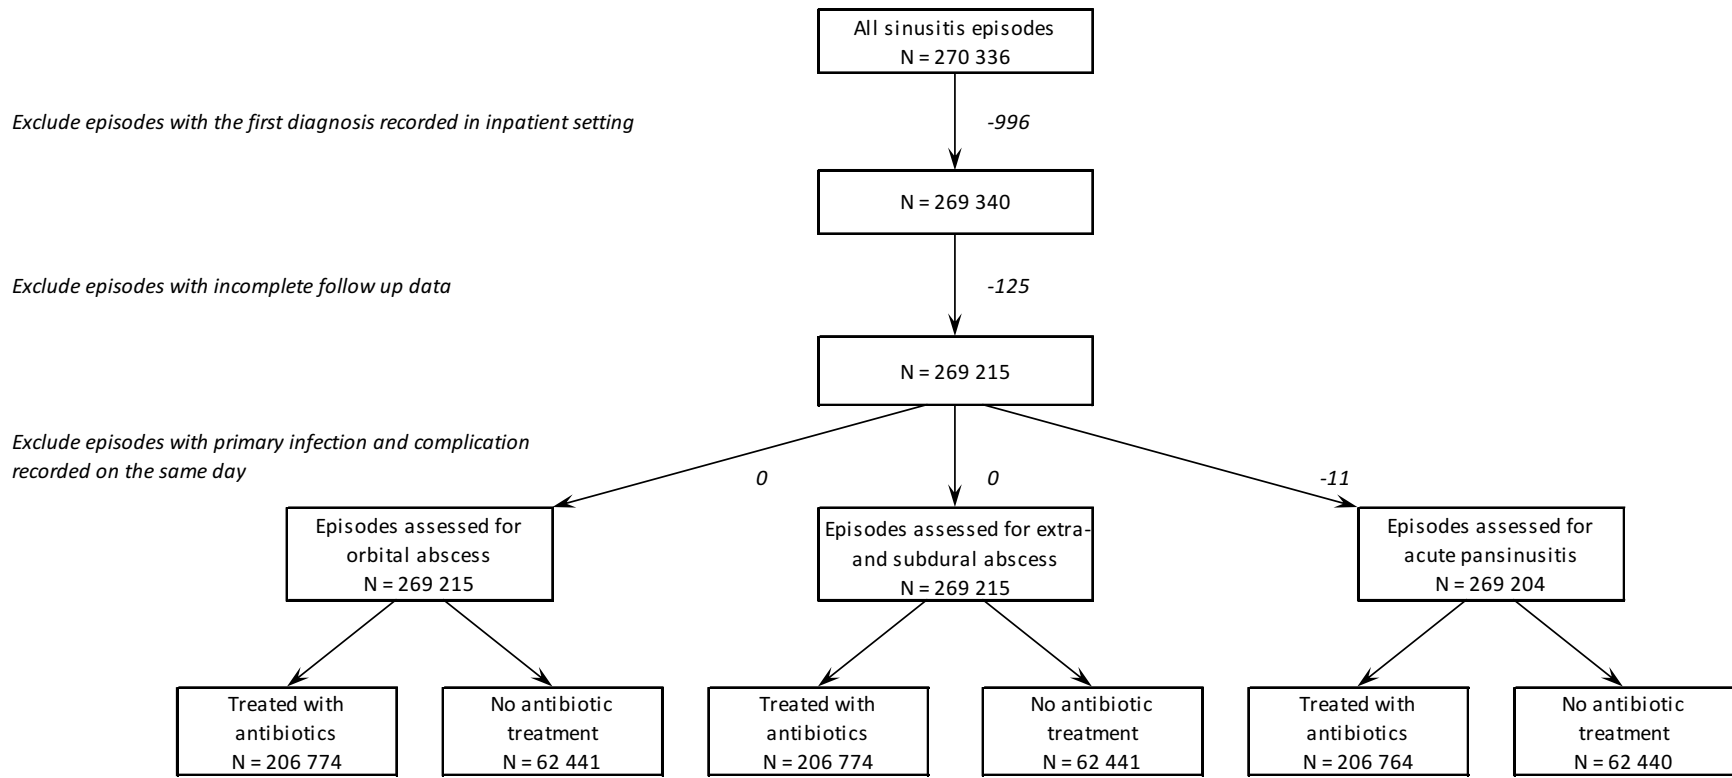 All sinusitis episodes
N = 270 336
Exclude episodes with the first diagnosis recorded in inpatient setting
-996
N = 269 340
Exclude episodes with incomplete follow up data
-125
N = 269 215
Exclude episodes with primary infection and complication
recorded on the same day
0
0
-11
Episodes assessed for
orbital abscess
N = 269 215
Episodes assessed for extra-
and subdural abscess
N = 269 215
Episodes assessed for
acute pansinusitis
N = 269 204
Treated with
antibiotics
N = 206 774
No antibiotic
treatment
N = 62 441
Treated with
antibiotics
N = 206 774
No antibiotic
treatment
N = 62 441
Treated with
antibiotics
N = 206 764
No antibiotic
treatment
N = 62 440